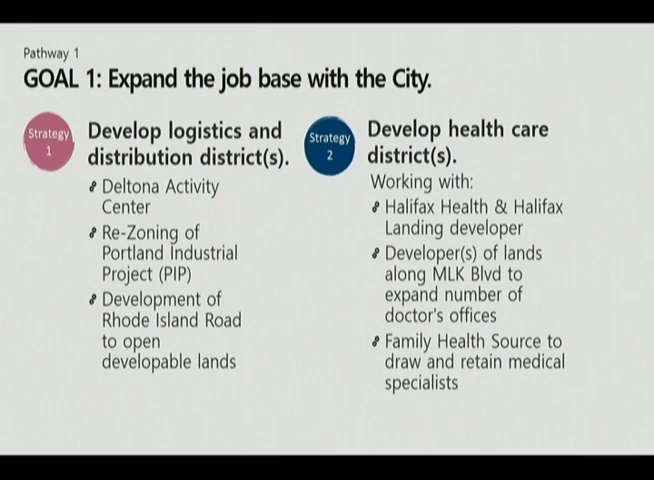 Pathway 1
GOAL 1: Expand the job base with the City.
Strategy
1
Develop logistics and
distribution district(s).
Deltona Activity
Center
Re-Zoning of
Portland Industrial
Project (PIP)
Development of
Rhode Island Road
to open
developable lands
Strategy
2
Develop health care
district(s).
Working with:
Halifax Health & Halifax
Landing developer
Developer(s) of lands
along MLK Blvd to
expand number of
doctor's offices
Family Health Source to
draw and retain medical
specialists